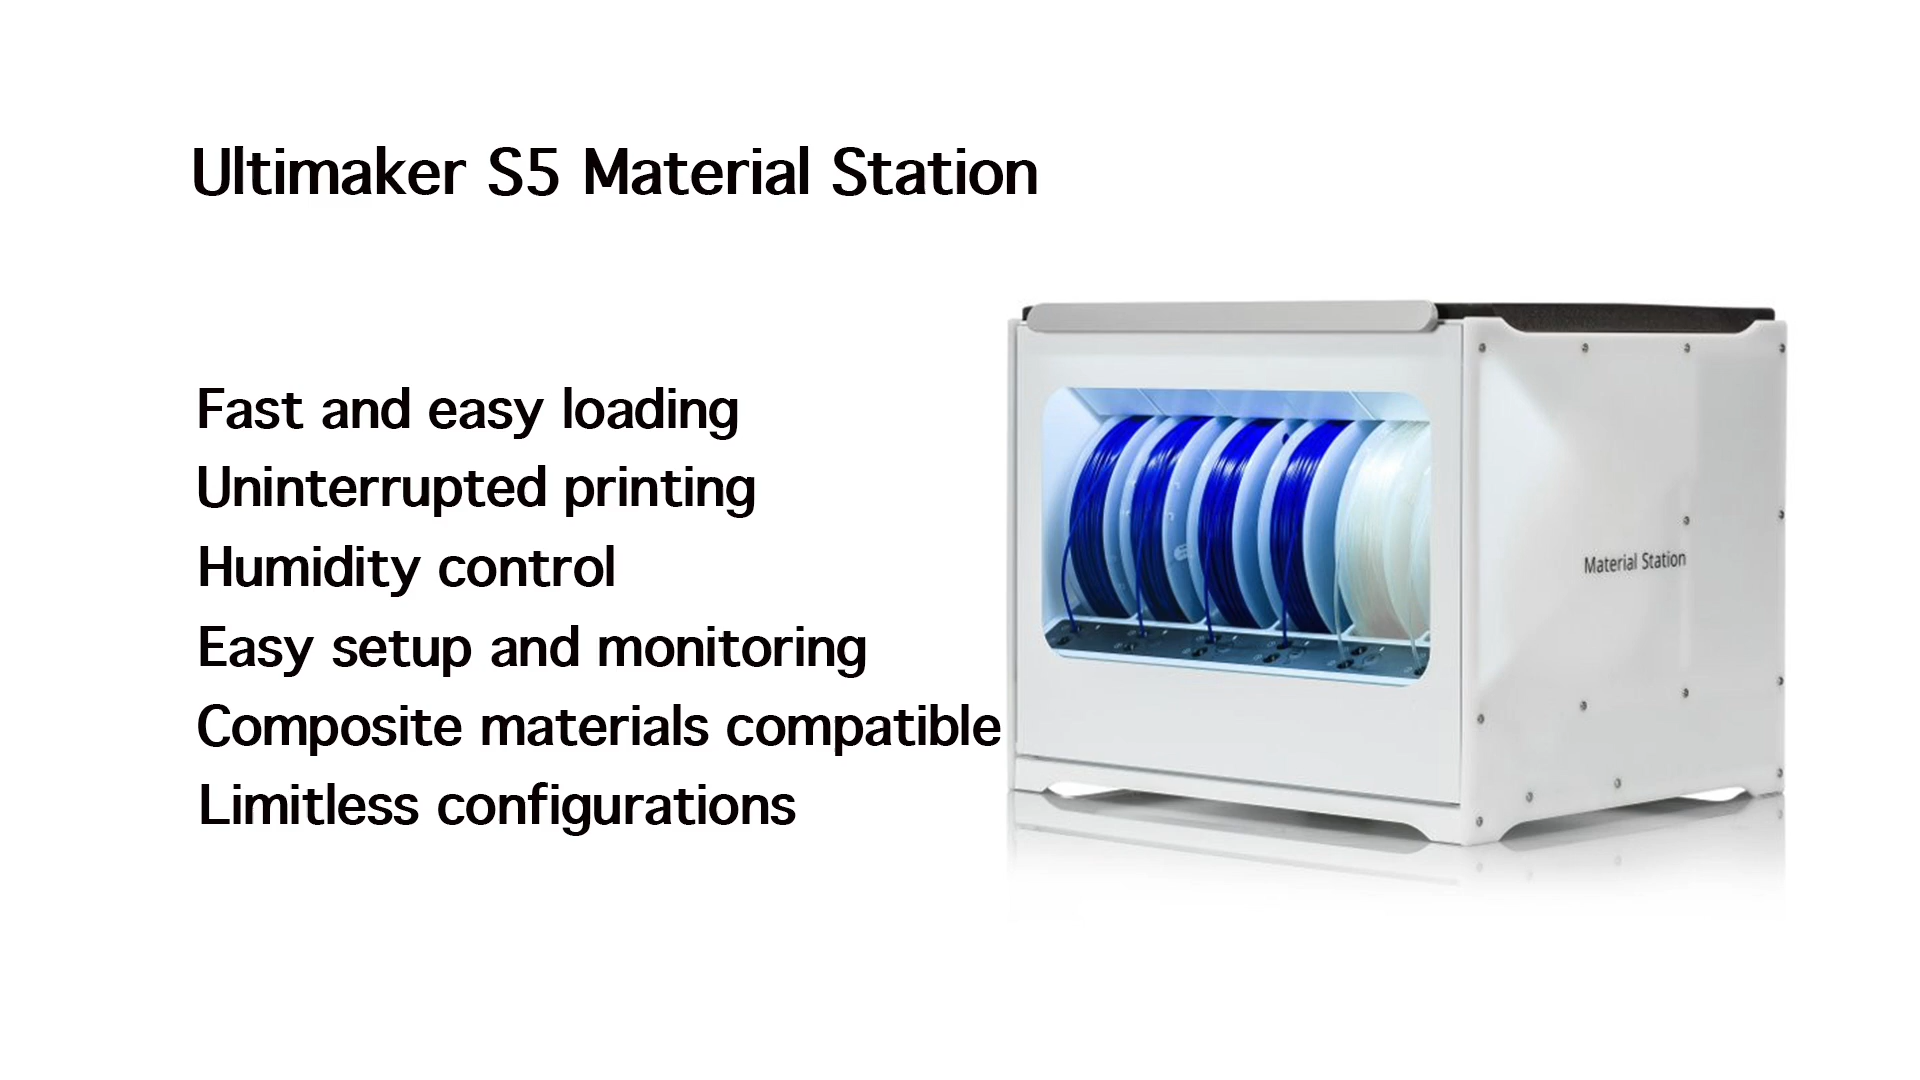 Ultimaker S5 Material Station
Fast and easy loading
Uninterrupted printing
Humidity control
Easy setup and monitoring
Composite materials compatible
Limitless configurations
Material Station